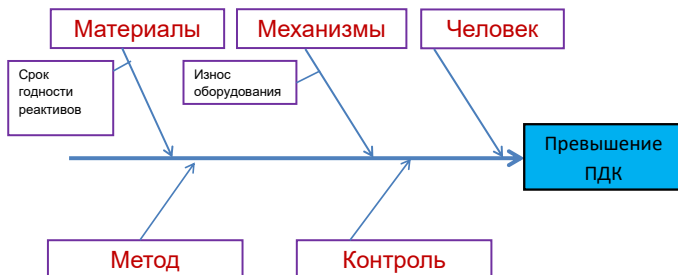 Материалы
Механизмы
Человек
Срок
годности
реактивов
Износ
оборудования
Превышение
ПДК
Метод
Контроль